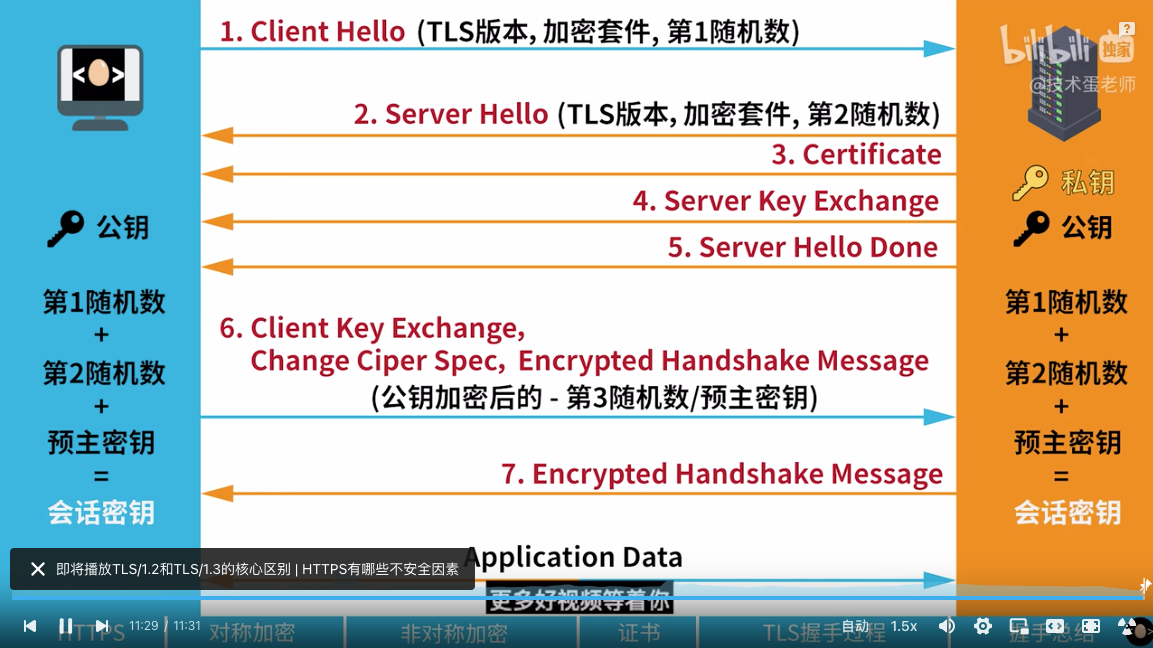 1. Client Hello (TLS版本, 加密套件, 第1随机数)
bilibili 独家
@技术蛋老师
2. Server Hello (TLS版本, 加密套件, 第2随机数)
3. Certificate
私钥
4. Server Key Exchange
公钥
公钥
5. Server Hello Done
第1随机数
+
第2随机数
+
预主密钥
=
会话密钥
6. Client Key Exchange,
Change Ciper Spec, Encrypted Handshake Message
(公钥加密后的 - 第3随机数/预主密钥)
7. Encrypted Handshake Message
第1随机数
+
第2随机数
+
预主密钥
=
会话密钥
Application Data
即将播放TLS/1.2和TLS/1.3的核心区别 | HTTPS有哪些不安全因素
更多好视频等着你
11:29 / 11:31
自动
1.5x
HTTPS
对称加密
非对称加密
证书
TLS握手过程
握手总结